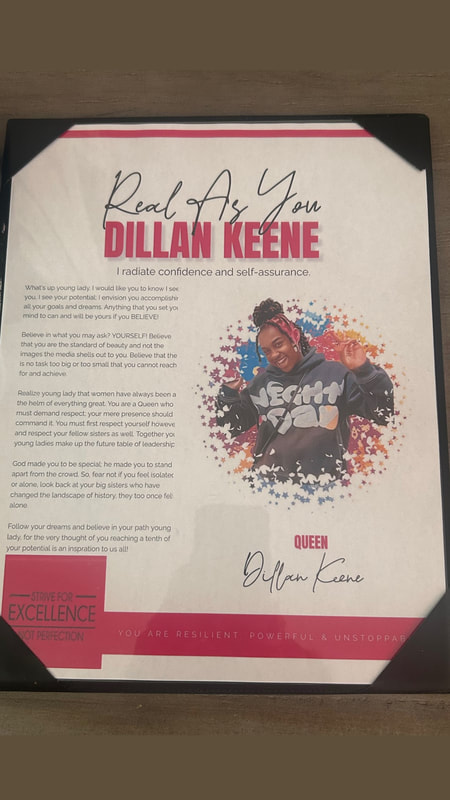 Real As You
DILLAN KEENE
I radiate confidence and self-assurance.
What's up young lady, I would like you to know I see
you. I see your potential; I envision you accomplishe
all your goals and dreams. Anything that you set you
mind to can and will be yours if you BELIEVE!
Believe in what you may ask? YOURSELF! Believe
that you are the standard of beauty and not the
images the media shells out to you. Believe that the
is no task too big or too small that you cannot reach
for and achieve.
Realize young lady that women have always been a
the helm of everything great. You are a Queen who
must demand respect; your mere presence should
command it. You must first respect yourself howeve
and respect your fellow sisters as well. Together you
young ladies make up the future table of leadership
God made you to be special; he made you to stand
apart from the crowd. So, fear not if you feel isolated
or alone, look back at your big sisters who have
changed the landscape of history, they too once fel
alone.
Follow your dreams and believe in your path young
lady, for the very thought of you reaching a tenth of
your potential is an inspration to us all!
QUEEN
Dillan Keene
STRIVE FOR
EXCELLENCE
NOT PERFECTION
YOU ARE RESILIENT, POWERFUL & UNSTOPPAB